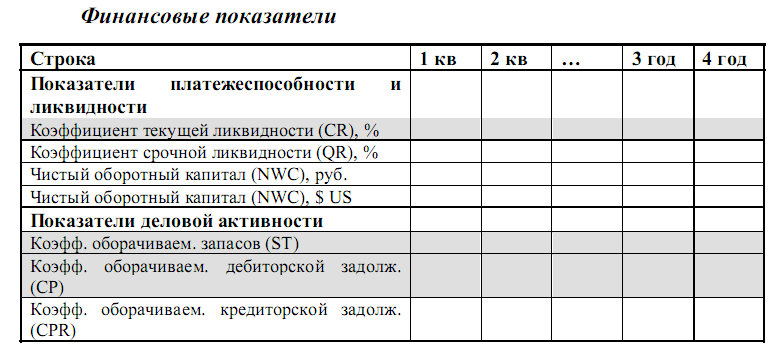 Финансовые показатели
Строка 1 кв 2 кв … 3 год 4 год
Показатели платежеспособности и
ликвидности
Коэффициент текущей ликвидности (CR), %
Коэффициент срочной ликвидности (QR), %
Чистый оборотный капитал (NWC), руб.
Чистый оборотный капитал (NWC), $ US
Показатели деловой активности
Коэфф. оборачиваем. запасов (ST)
Коэфф. оборачиваем. дебиторской задолж.
(CP)
Коэфф. оборачиваем. кредиторской задолж.
(CPR)